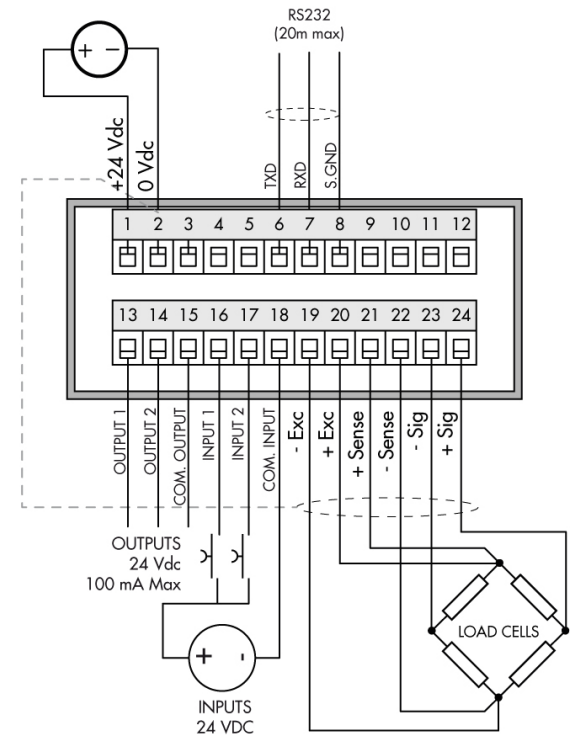 RS232
(20m max)
+ −
+24 Vdc
0 Vdc
TXD
RXD
S.GND
1 2 3 4 5 6 7 8 9 10 11 12
13 14 15 16 17 18 19 20 21 22 23 24
OUTPUT 1
OUTPUT 2
COM. OUTPUT
INPUT 1
INPUT 2
COM. INPUT
- Exc
+ Exc
+ Sense
- Sense
- Sig
+ Sig
OUTPUTS
24 Vdc
100 mA Max
LOAD CELLS
+ -
INPUTS
24 VDC